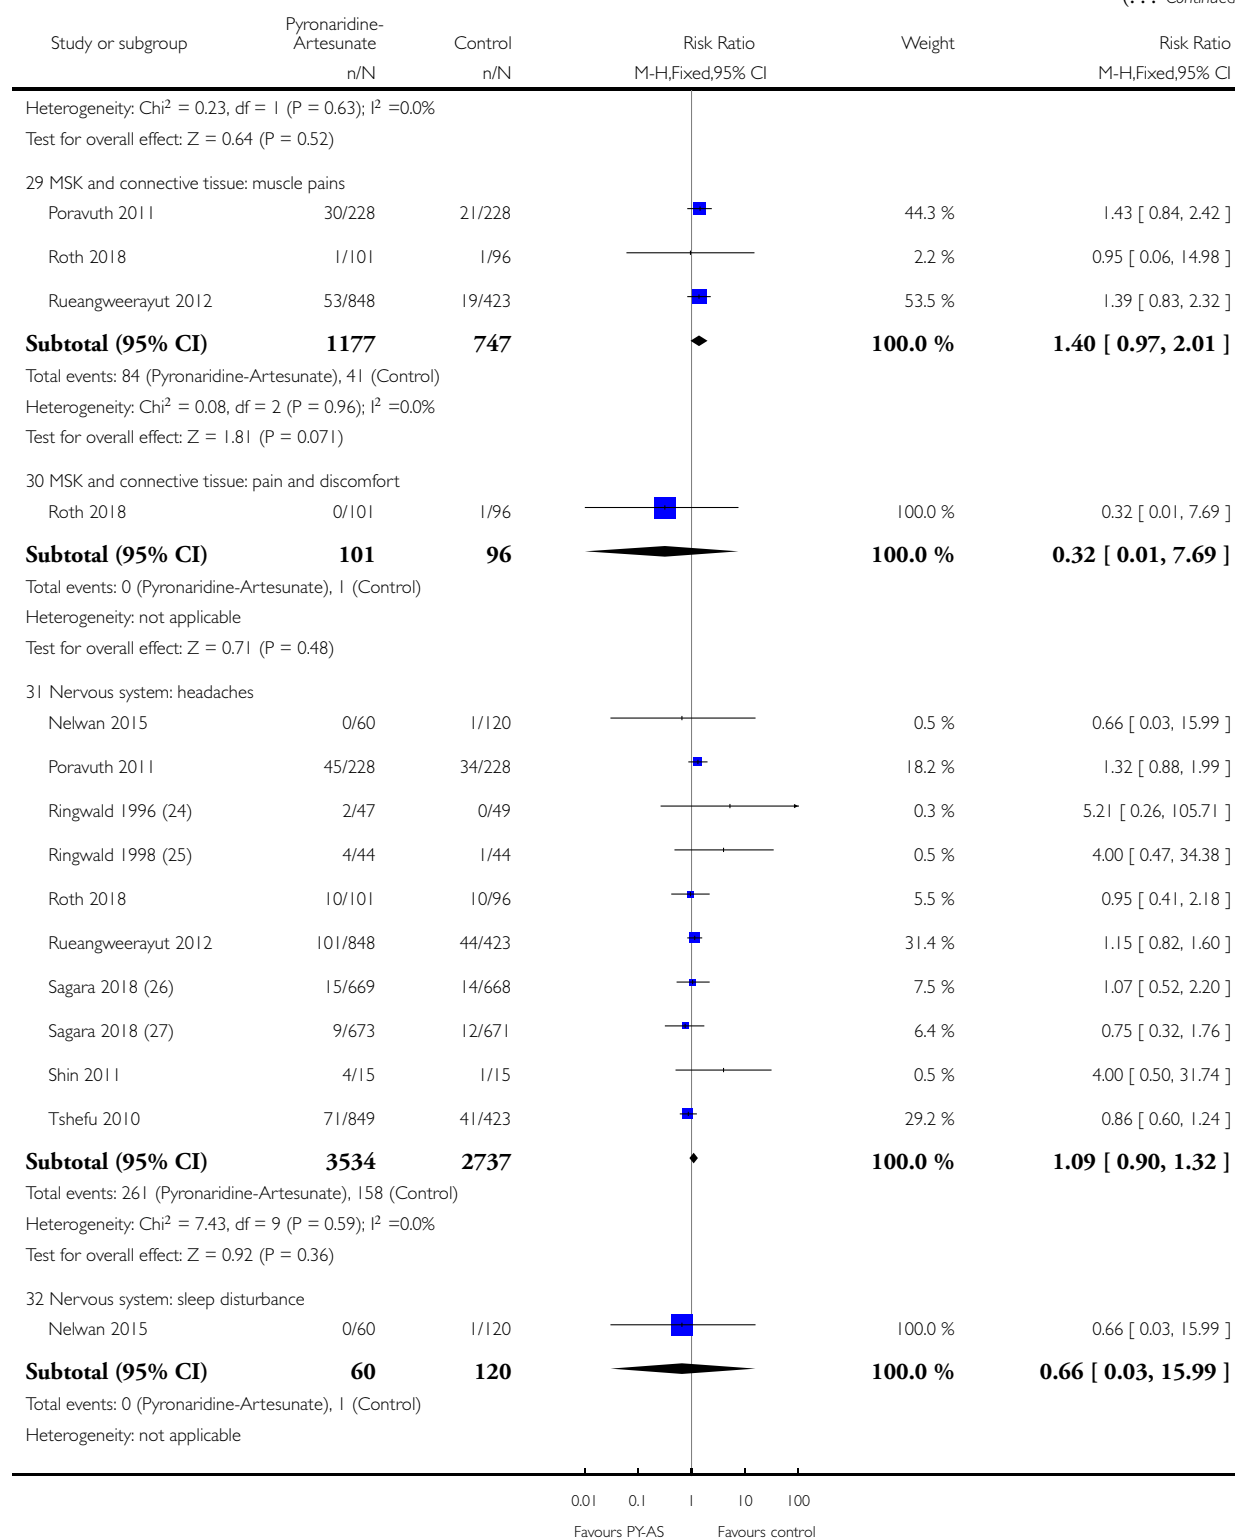 (... Continued
Study or subgroup Pyronaridine-Artesunate Control Risk Ratio Weight Risk Ratio
n/N n/N M-H,Fixed,95% CI M-H,Fixed,95% CI
Heterogeneity: Chi² = 0.23, df = 1 (P = 0.63); I² =0.0%
Test for overall effect: Z = 0.64 (P = 0.52)
29 MSK and connective tissue: muscle pains
Poravuth 2011 30/228 21/228 44.3 % 1.43 [ 0.84, 2.42 ]
Roth 2018 1/101 1/96 2.2 % 0.95 [ 0.06, 14.98 ]
Rueangweerayut 2012 53/848 19/423 53.5 % 1.39 [ 0.83, 2.32 ]
Subtotal (95% CI) 1177 747 100.0 % 1.40 [ 0.97, 2.01 ]
Total events: 84 (Pyronaridine-Artesunate), 41 (Control)
Heterogeneity: Chi² = 0.08, df = 2 (P = 0.96); I² =0.0%
Test for overall effect: Z = 1.81 (P = 0.071)
30 MSK and connective tissue: pain and discomfort
Roth 2018 0/101 1/96 100.0 % 0.32 [ 0.01, 7.69 ]
Subtotal (95% CI) 101 96 100.0 % 0.32 [ 0.01, 7.69 ]
Total events: 0 (Pyronaridine-Artesunate), 1 (Control)
Heterogeneity: not applicable
Test for overall effect: Z = 0.71 (P = 0.48)
31 Nervous system: headaches
Nelwan 2015 0/60 1/120 0.5 % 0.66 [ 0.03, 15.99 ]
Poravuth 2011 45/228 34/228 18.2 % 1.32 [ 0.88, 1.99 ]
Ringwald 1996 (24) 2/47 0/49 0.3 % 5.21 [ 0.26, 105.71 ]
Ringwald 1998 (25) 4/44 1/44 0.5 % 4.00 [ 0.47, 34.38 ]
Roth 2018 10/101 10/96 5.5 % 0.95 [ 0.41, 2.18 ]
Rueangweerayut 2012 101/848 44/423 31.4 % 1.15 [ 0.82, 1.60 ]
Sagara 2018 (26) 15/669 14/668 7.5 % 1.07 [ 0.52, 2.20 ]
Sagara 2018 (27) 9/673 12/671 6.4 % 0.75 [ 0.32, 1.76 ]
Shin 2011 4/15 1/15 0.5 % 4.00 [ 0.50, 31.74 ]
Tshefu 2010 71/849 41/423 29.2 % 0.86 [ 0.60, 1.24 ]
Subtotal (95% CI) 3534 2737 100.0 % 1.09 [ 0.90, 1.32 ]
Total events: 261 (Pyronaridine-Artesunate), 158 (Control)
Heterogeneity: Chi² = 7.43, df = 9 (P = 0.59); I² =0.0%
Test for overall effect: Z = 0.92 (P = 0.36)
32 Nervous system: sleep disturbance
Nelwan 2015 0/60 1/120 100.0 % 0.66 [ 0.03, 15.99 ]
Subtotal (95% CI) 60 120 100.0 % 0.66 [ 0.03, 15.99 ]
Total events: 0 (Pyronaridine-Artesunate), 1 (Control)
Heterogeneity: not applicable
0.01 0.1 1 10 100
Favours PY-AS Favours control